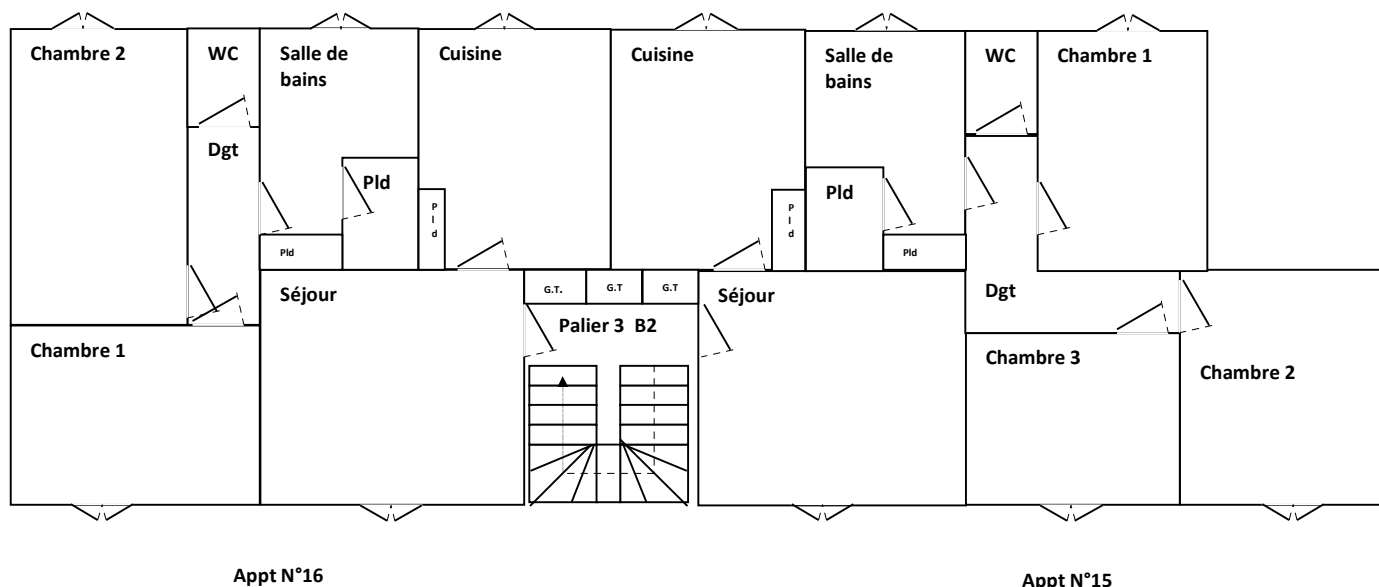 Chambre 2
WC
Salle de
bains
Cuisine
Cuisine
Salle de
bains
WC
Chambre 1
Dgt
Pld
Pld
Pld
Pld
Pld
Pld
Séjour
G.T.
G.T
G.T
Séjour
Dgt
Palier 3 B2
Chambre 1
Chambre 3
Chambre 2
Appt N°16
Appt N°15